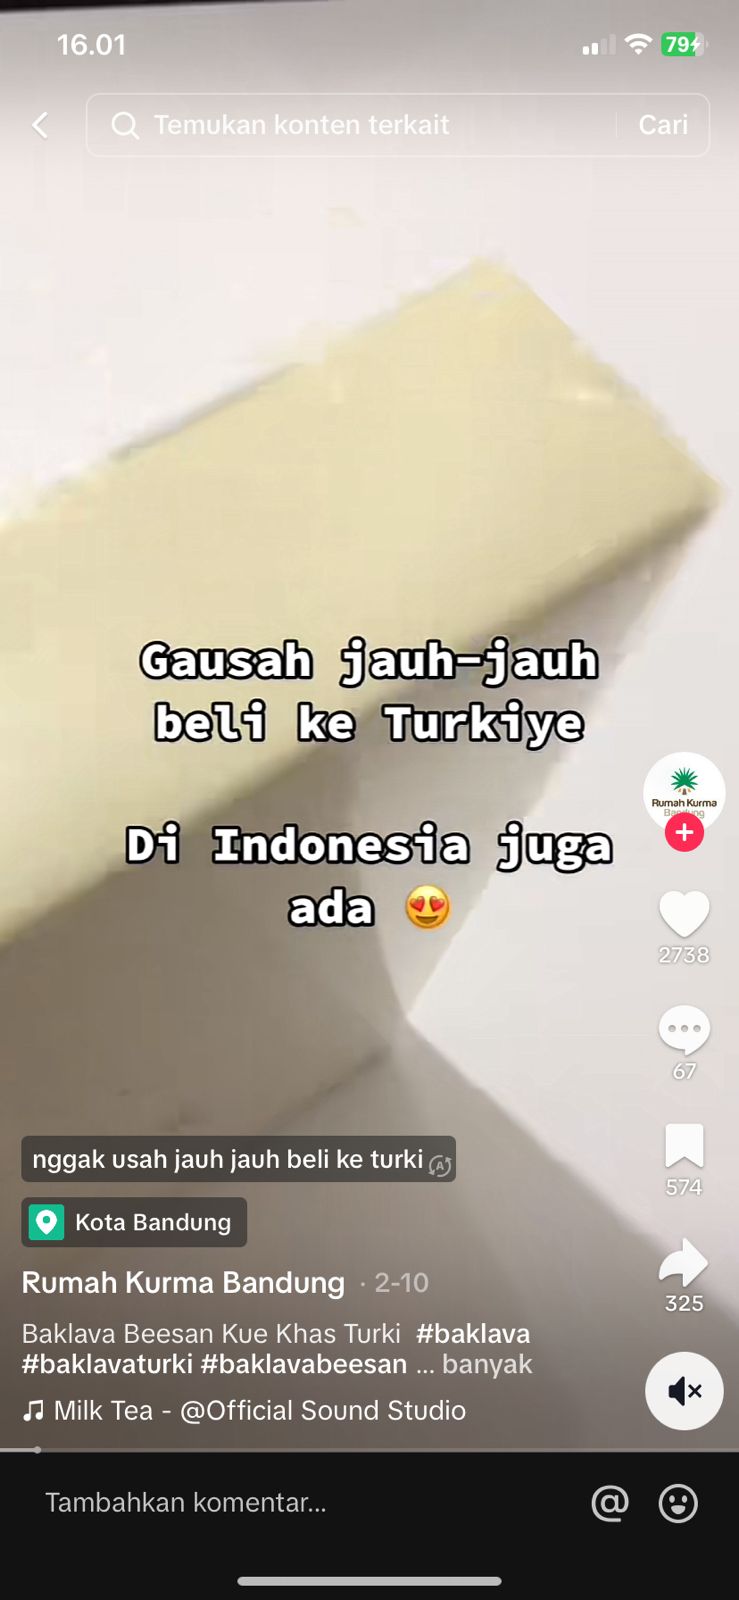 16.01
79
Temukan konten terkait
Cari
Gausah jauh-jauh
beli ke Turkiye
Di Indonesia juga
ada 😍
Rumah Kurma
Bandung
2738
67
574
325
nggak usah jauh jauh beli ke turki
Kota Bandung
Rumah Kurma Bandung · 2-10
Baklava Beesan Kue Khas Turki #baklava
#baklavaturki #baklavabeesan ... banyak
Milk Tea - @Official Sound Studio
Tambahkan komentar...